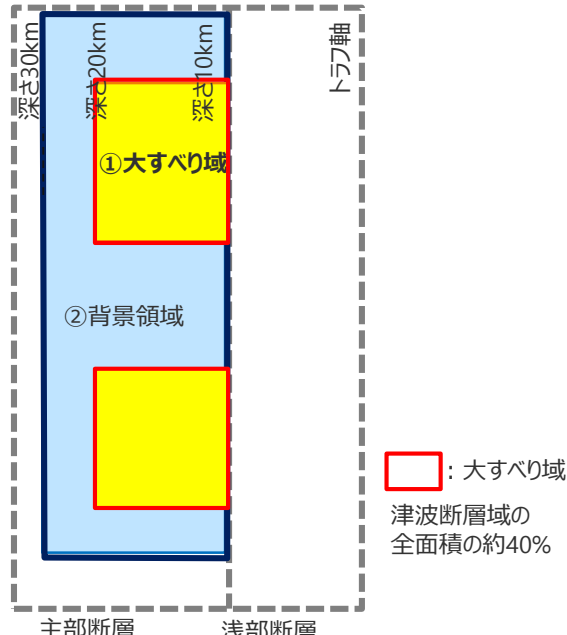 深さ30km
深さ20km
深さ10km
トラフ軸
①大すべり域
②背景領域
：大すべり域
津波断層域の
全面積の約40%
主部断層
浅部断層